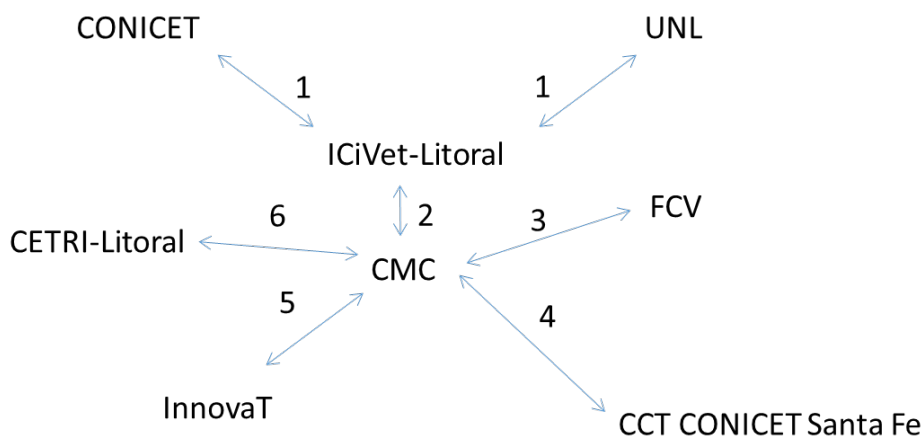 CONICET
UNL
1
1
ICiVet-Litoral
2
FCV
3
6
CETRI-Litoral
CMC
5
4
InnovaT
CCT CONICET Santa Fe